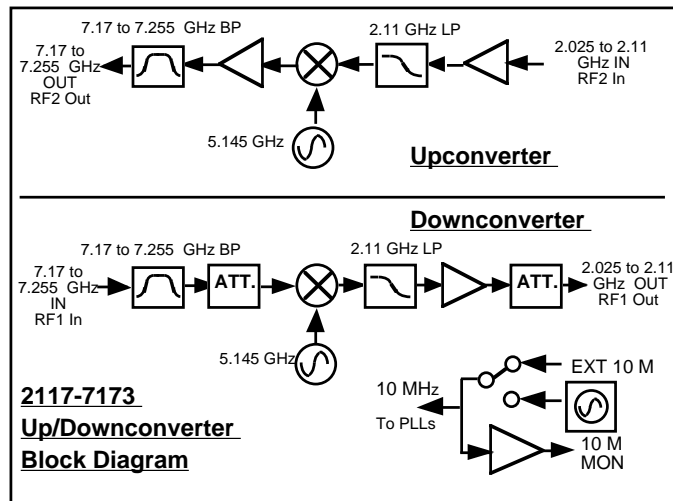 7.17 to 7.255 GHz BP
2.11 GHz LP
7.17 to
7.255 GHz
OUT
RF2 Out
2.025 to 2.11
GHz IN
RF2 In
5.145 GHz
Upconverter
Downconverter
7.17 to 7.255 GHz BP
2.11 GHz LP
7.17 to
7.255 GHz
IN
RF1 In
ATT.
ATT.
2.025 to 2.11
GHz OUT
RF1 Out
5.145 GHz
EXT 10 M
10 MHz
To PLLs
10 M
MON
2117-7173
Up/Downconverter
Block Diagram